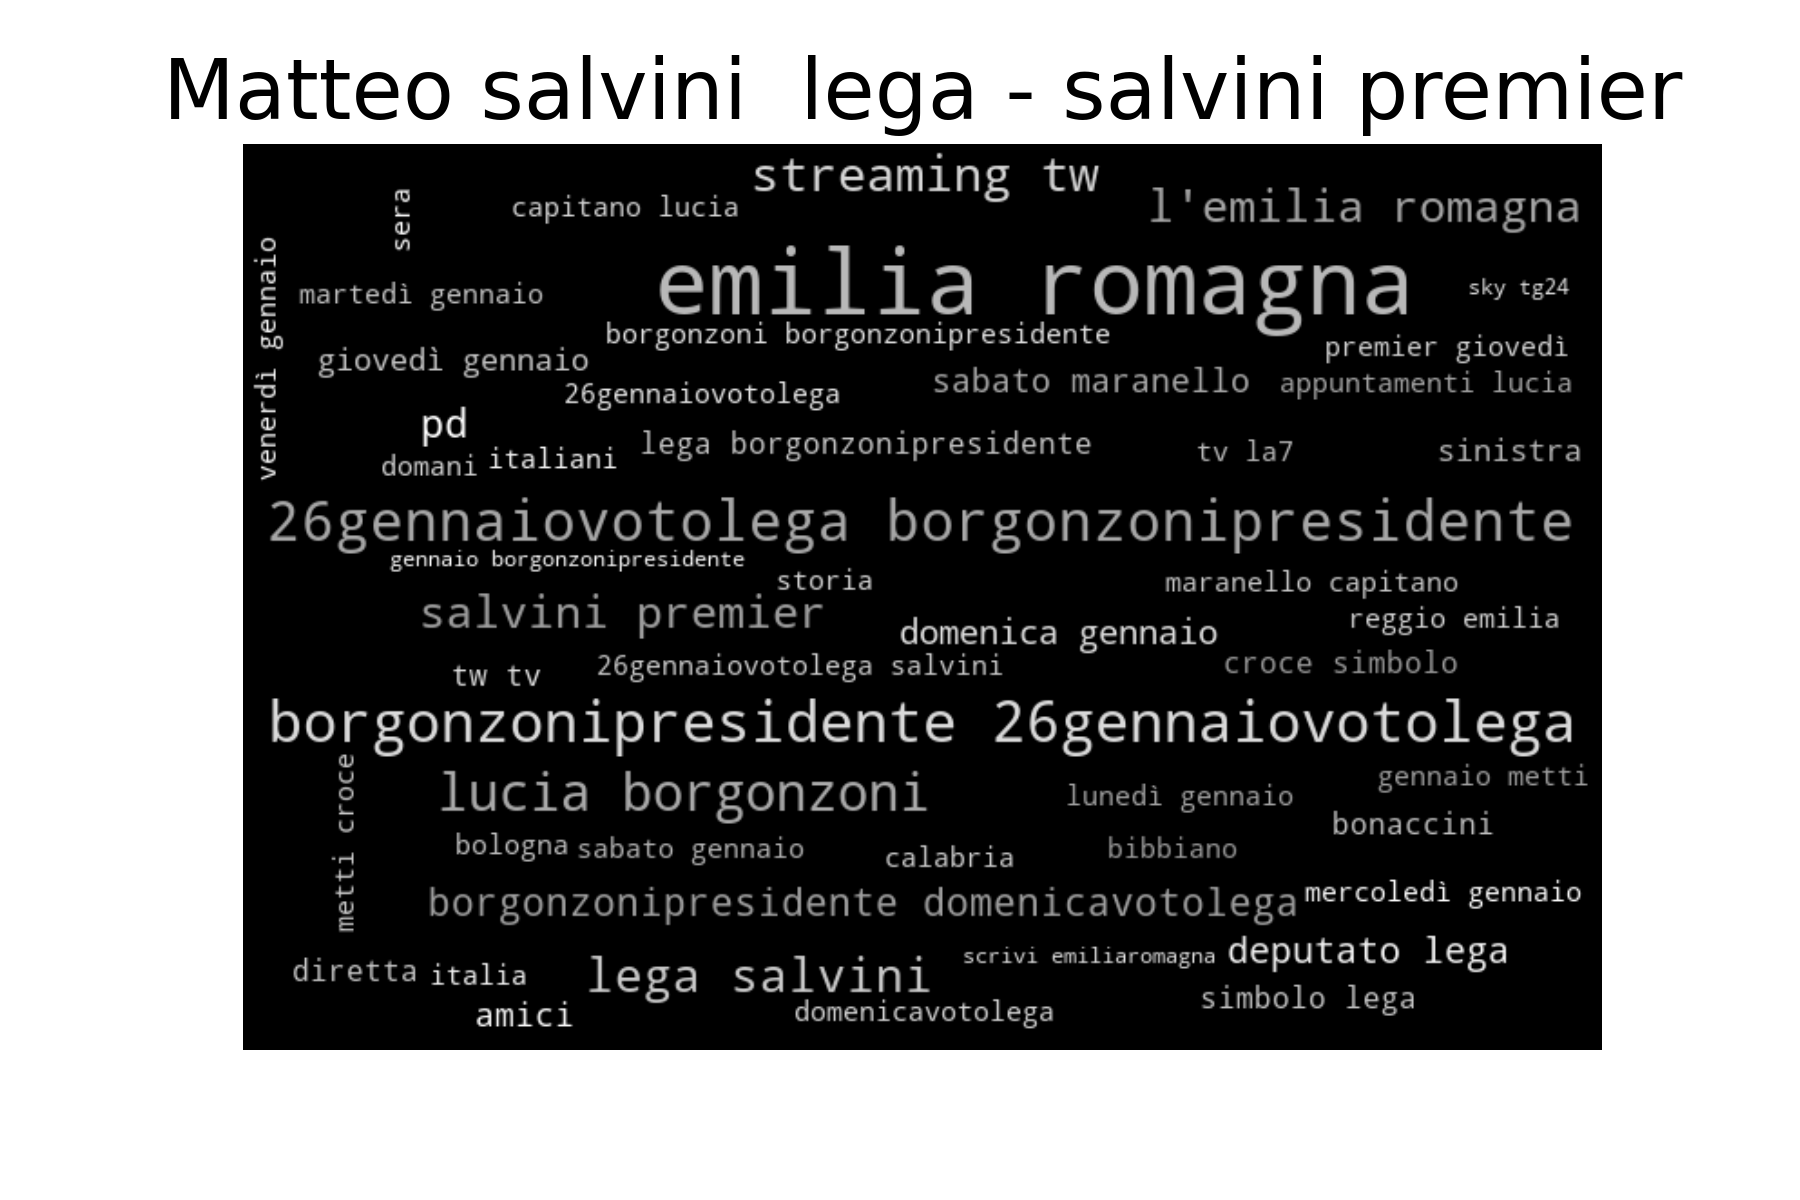 Matteo salvini  lega - salvini premier
streaming tw
sera
capitano lucia
l'emilia romagna
venerdì gennaio
emilia romagna
martedì gennaio
sky tg24
borgonzoni borgonzonipresidente
premier giovedì
giovedì gennaio
26gennaiovotolega
sabato maranello
appuntamenti lucia
pd
lega borgonzonipresidente
tv la7
sinistra
domani
italiani
26gennaiovotolega borgonzonipresidente
gennaio borgonzonipresidente
storia
maranello capitano
salvini premier
domenica gennaio
reggio emilia
tw tv
26gennaiovotolega salvini
croce simbolo
borgonzonipresidente 26gennaiovotolega
metti croce
lucia borgonzoni
lunedì gennaio
gennaio metti
bonaccini
bologna
sabato gennaio
calabria
bibbiano
borgonzonipresidente domenicavotolega
mercoledì gennaio
diretta
italia
lega salvini
scrivi emiliaromagna
deputato lega
amici
domenicavotolega
simbolo lega